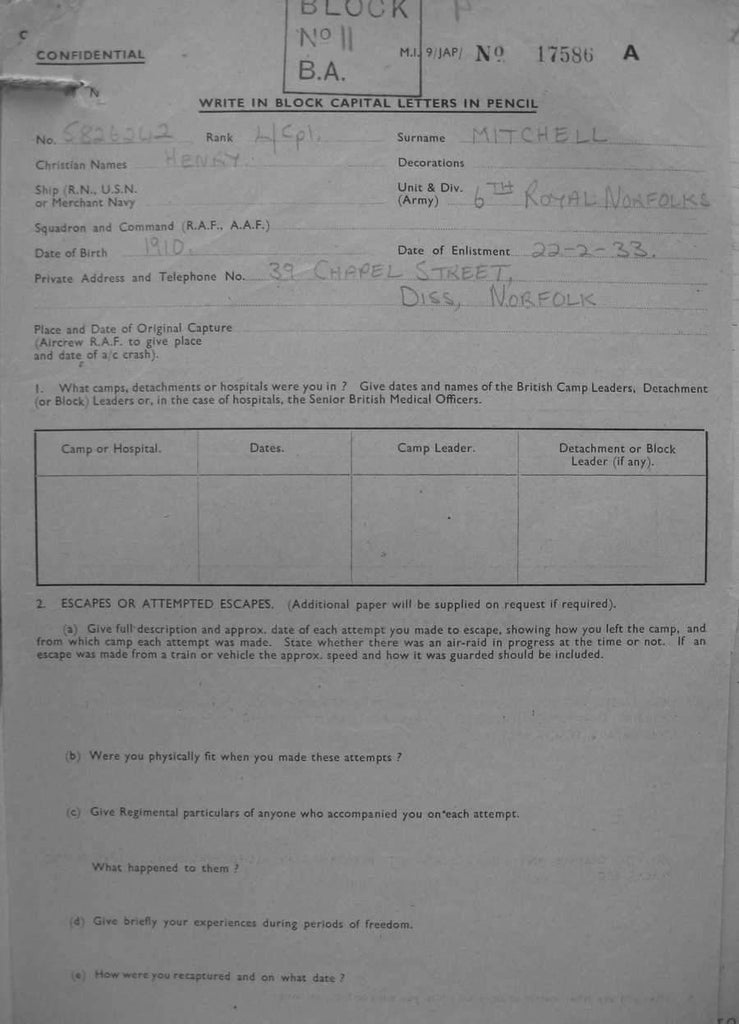 BLOCK
Nº 11
B.A.
C
CONFIDENTIAL
M.I. 9/JAP/ Nº 17586 A
WRITE IN BLOCK CAPITAL LETTERS IN PENCIL
No. 5826242 Rank L/Cpl. Surname MITCHELL
Christian Names HENRY Decorations
Ship (R.N., U.S.N. or Merchant Navy
Unit & Div. (Army) 6TH ROYAL NORFOLKS
Squadron and Command (R.A.F., A.A.F.)
Date of Birth 1910. Date of Enlistment 22-2-33.
Private Address and Telephone No. 39 CHAPEL STREET,
DISS, NORFOLK
Place and Date of Original Capture
(Aircrew R.A.F. to give place
and date of a/c crash).
1. What camps, detachments or hospitals were you in ? Give dates and names of the British Camp Leaders, Detachment
(or Block) Leaders or, in the case of hospitals, the Senior British Medical Officers.
Camp or Hospital. Dates. Camp Leader. Detachment or Block
Leader (if any).
2. ESCAPES OR ATTEMPTED ESCAPES. (Additional paper will be supplied on request if required).
(a) Give full description and approx. date of each attempt you made to escape, showing how you left the camp, and
from which camp each attempt was made. State whether there was an air-raid in progress at the time or not. If an
escape was made from a train or vehicle the approx. speed and how it was guarded should be included.
(b) Were you physically fit when you made these attempts ?
(c) Give Regimental particulars of anyone who accompanied you on each attempt.
What happened to them ?
(d) Give briefly your experiences during periods of freedom.
(e) How were you recaptured and on what date ?